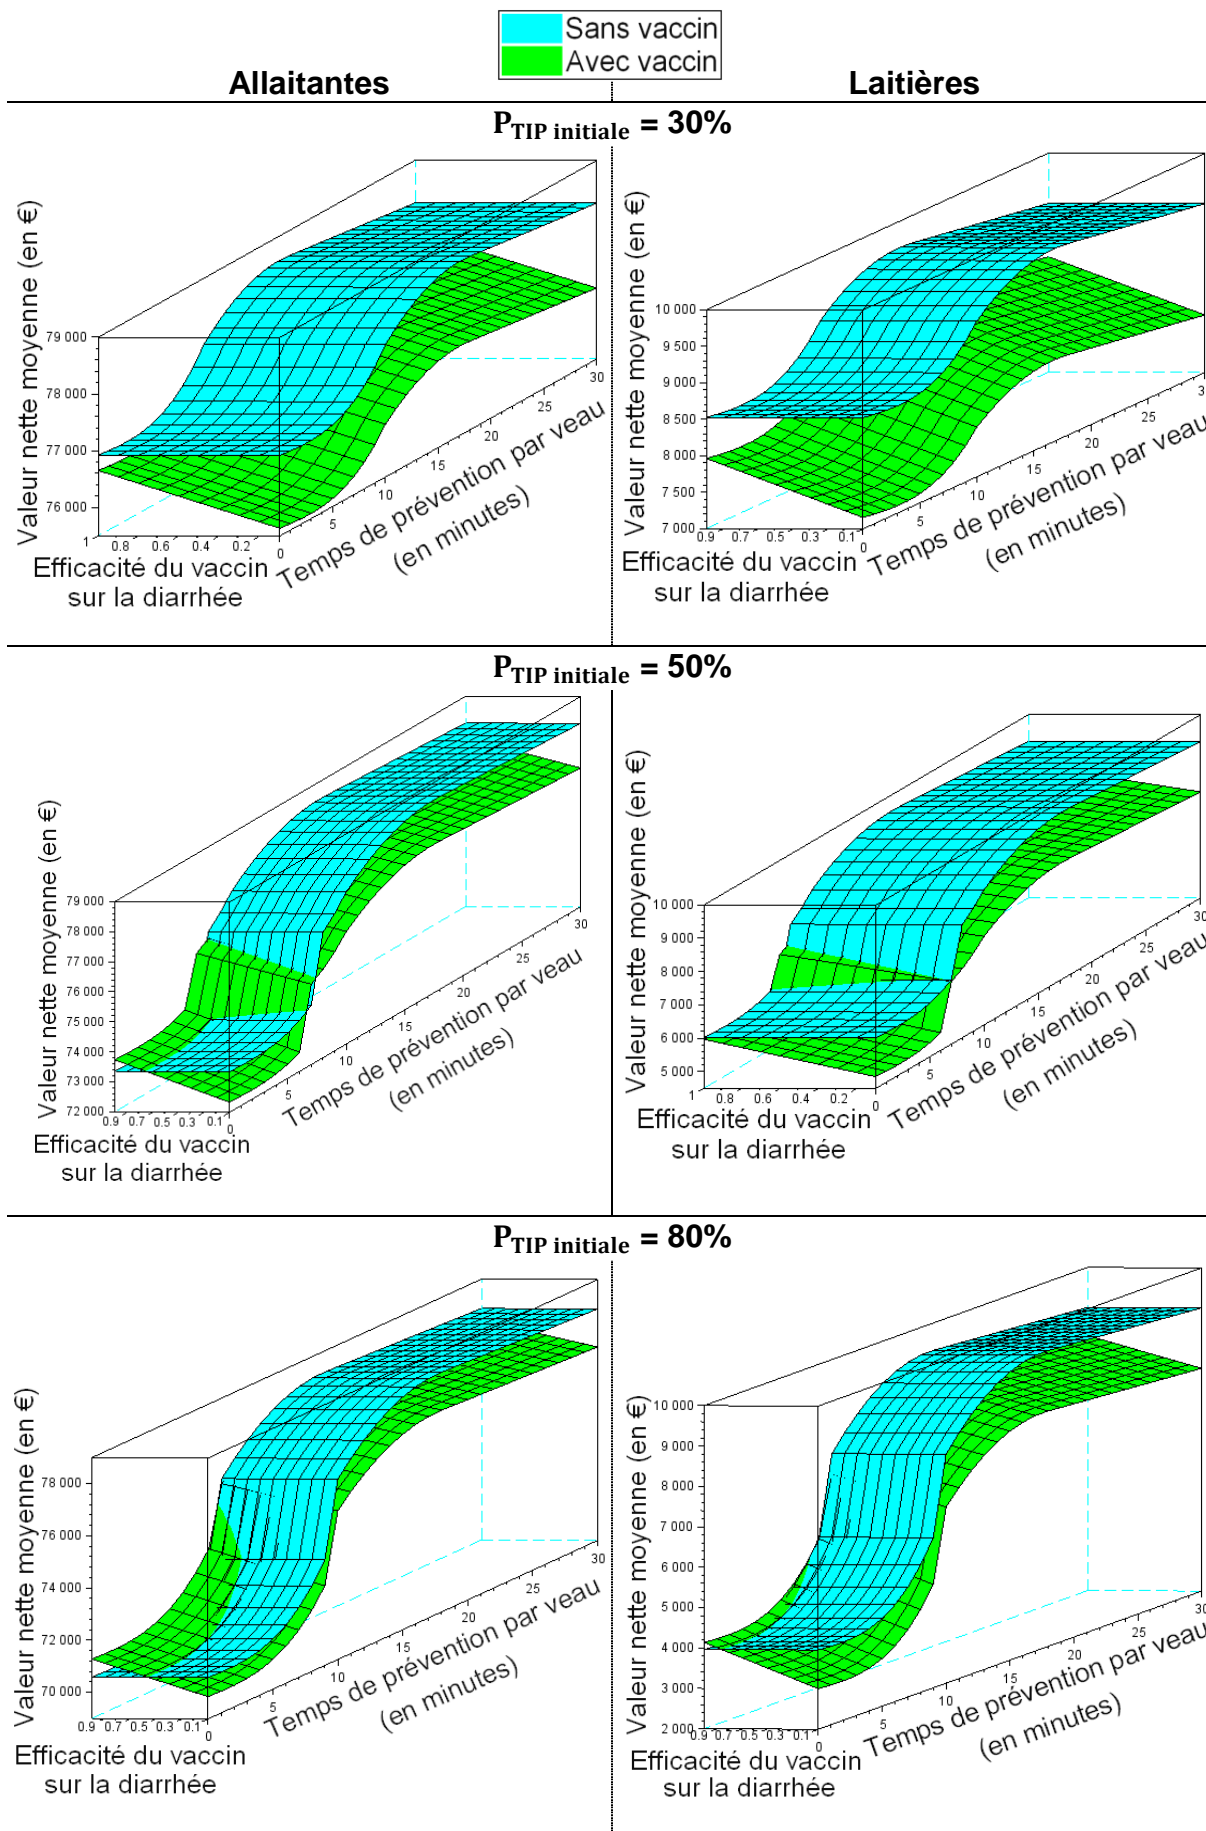 Sans vaccin
Avec vaccin
Allaitantes
Laitières
P TIP initiale = 30%
Valeur nette moyenne (en €)
79 000
78 000
77 000
76 000
1 0.8 0.6 0.4 0.2 0
Efficacité du vaccin
sur la diarrhée
5 10 15 20 25 30
Temps de prévention par veau
(en minutes)
Valeur nette moyenne (en €)
10 000
9 500
9 000
8 500
8 000
7 500
7 000
0.9 0.7 0.5 0.3 0.1
0
Efficacité du vaccin
sur la diarrhée
5 10 15 20 25 30
Temps de prévention par veau
(en minutes)
P TIP initiale = 50%
Valeur nette moyenne (en €)
79 000
78 000
77 000
76 000
75 000
74 000
73 000
72 000
0.9 0.7 0.5 0.3 0.1
0
Efficacité du vaccin
sur la diarrhée
5 10 15 20 25 30
Temps de prévention par veau
(en minutes)
Valeur nette moyenne (en €)
10 000
9 000
8 000
7 000
6 000
5 000
1 0.8 0.6 0.4 0.2 0
Efficacité du vaccin
sur la diarrhée
5 10 15 20 25 30
Temps de prévention par veau
(en minutes)
P TIP initiale = 80%
Valeur nette moyenne (en €)
78 000
76 000
74 000
72 000
70 000
0.9 0.7 0.5 0.3 0.1
0
Efficacité du vaccin
sur la diarrhée
5 10 15 20 25 30
Temps de prévention par veau
(en minutes)
Valeur nette moyenne (en €)
10 000
9 000
8 000
7 000
6 000
5 000
4 000
3 000
2 000
0.9 0.7 0.5 0.3 0.1
0
Efficacité du vaccin
sur la diarrhée
5 10 15 20 25 30
Temps de prévention par veau
(en minutes)